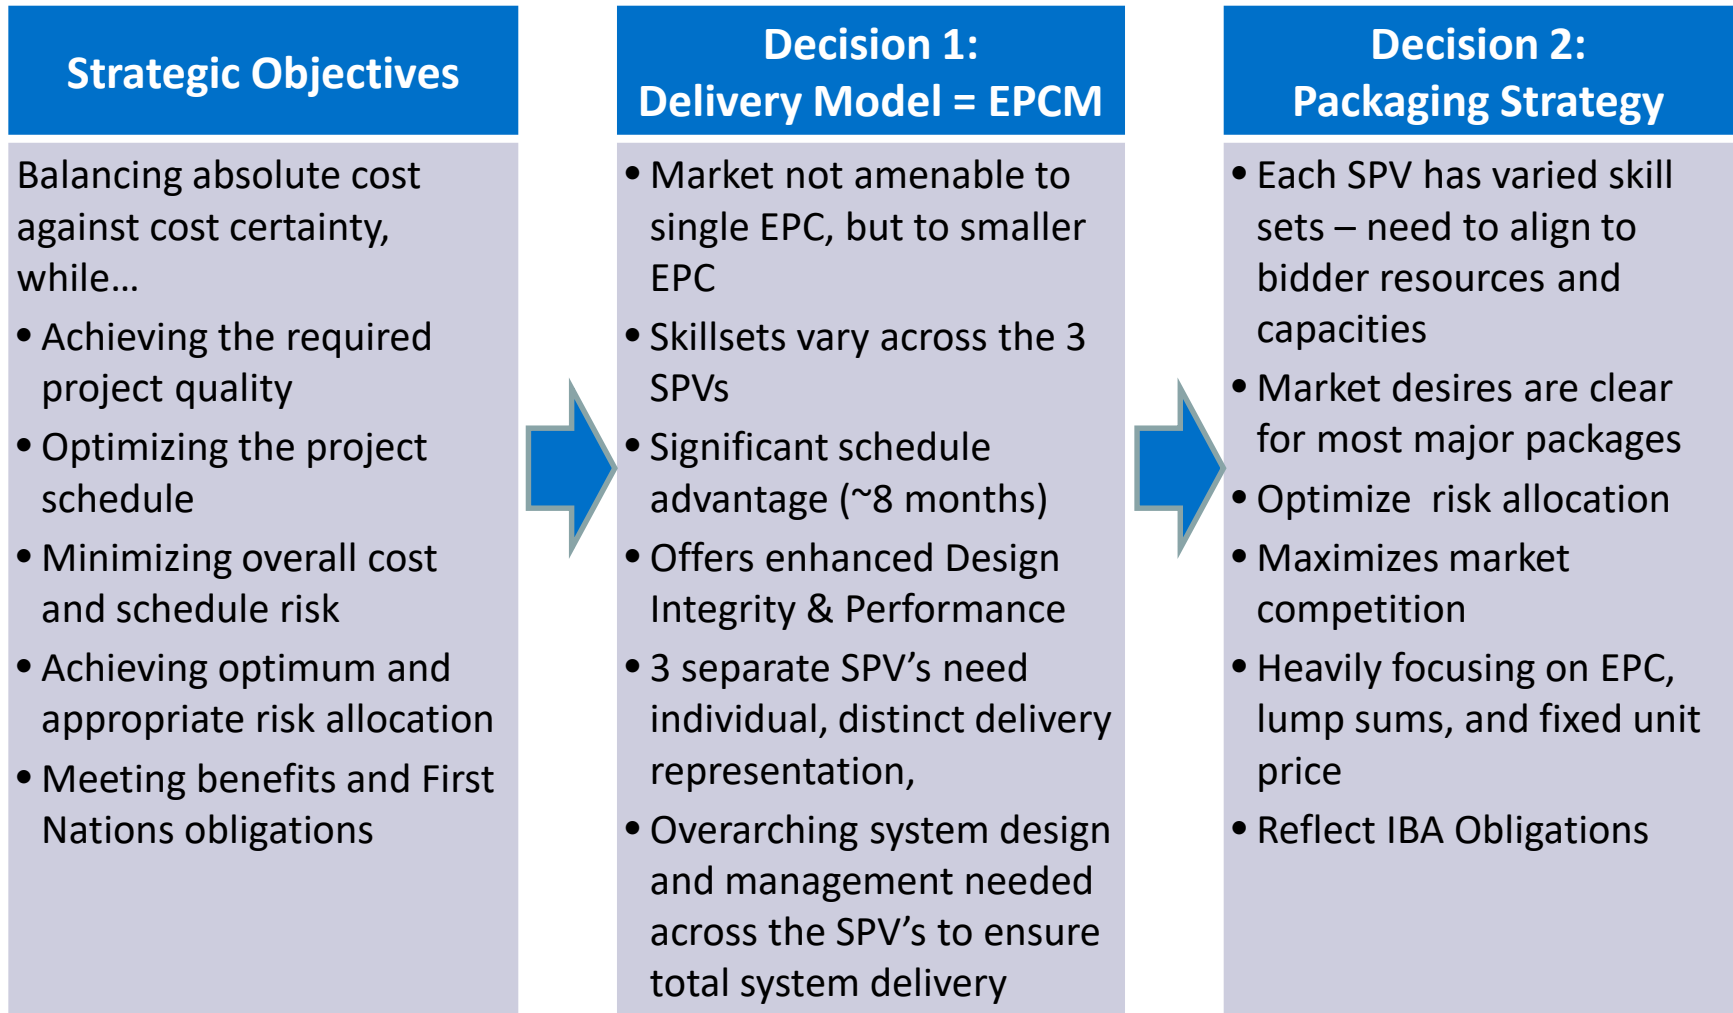 Strategic Objectives
Balancing absolute cost
against cost certainty,
while…
• Achieving the required
project quality
• Optimizing the project
schedule
• Minimizing overall cost
and schedule risk
• Achieving optimum and
appropriate risk allocation
• Meeting benefits and First
Nations obligations
Decision 1:
Delivery Model = EPCM
• Market not amenable to
single EPC, but to smaller
EPC
• Skillsets vary across the 3
SPVs
• Significant schedule
advantage (~8 months)
• Offers enhanced Design
Integrity & Performance
• 3 separate SPV’s need
individual, distinct delivery
representation,
• Overarching system design
and management needed
across the SPV’s to ensure
total system delivery
Decision 2:
Packaging Strategy
• Each SPV has varied skill
sets – need to align to
bidder resources and
capacities
• Market desires are clear
for most major packages
• Optimize  risk allocation
• Maximizes market
competition
• Heavily focusing on EPC,
lump sums, and fixed unit
price
• Reflect IBA Obligations